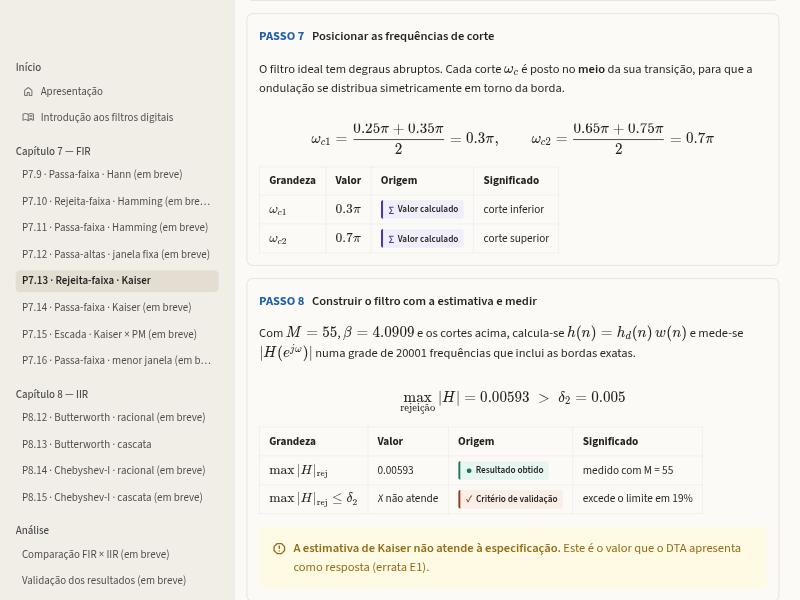 Início
Apresentação
Introdução aos filtros digitais
Capítulo 7 — FIR
P7.9 · Passa-faixa · Hann (em breve)
P7.10 · Rejeita-faixa · Hamming (em bre…
P7.11 · Passa-faixa · Hamming (em breve)
P7.12 · Passa-altas · janela fixa (em breve)
P7.13 · Rejeita-faixa · Kaiser
P7.14 · Passa-faixa · Kaiser (em breve)
P7.15 · Escada · Kaiser × PM (em breve)
P7.16 · Passa-faixa · menor janela (em b…
Capítulo 8 — IIR
P8.12 · Butterworth · racional (em breve)
P8.13 · Butterworth · cascata
P8.14 · Chebyshev-I · racional (em breve)
P8.15 · Chebyshev-I · cascata (em breve)
Análise
Comparação FIR × IIR (em breve)
Validação dos resultados (em breve)
PASSO 7 Posicionar as frequências de corte
O filtro ideal tem degraus abruptos. Cada corte ω_c é posto no meio da sua transição, para que a
ondulação se distribua simetricamente em torno da borda.
ω_c1 = (0.25π + 0.35π)/2 = 0.3π, ω_c2 = (0.65π + 0.75π)/2 = 0.7π
Grandeza Valor Origem Significado
ω_c1 0.3π ∑ Valor calculado corte inferior
ω_c2 0.7π ∑ Valor calculado corte superior
PASSO 8 Construir o filtro com a estimativa e medir
Com M = 55, β = 4.0909 e os cortes acima, calcula-se h(n) = h_d(n) w(n) e mede-se
|H(e^jω)| numa grade de 20001 frequências que inclui as bordas exatas.
max rejeição |H| = 0.00593 > δ_2 = 0.005
Grandeza Valor Origem Significado
max |H|_rej 0.00593 ● Resultado obtido medido com M = 55
max |H|_rej ≤ δ_2 ✗ não atende ✓ Critério de validação excede o limite em 19%
A estimativa de Kaiser não atende à especificação. Este é o valor que o DTA apresenta
como resposta (errata E1).